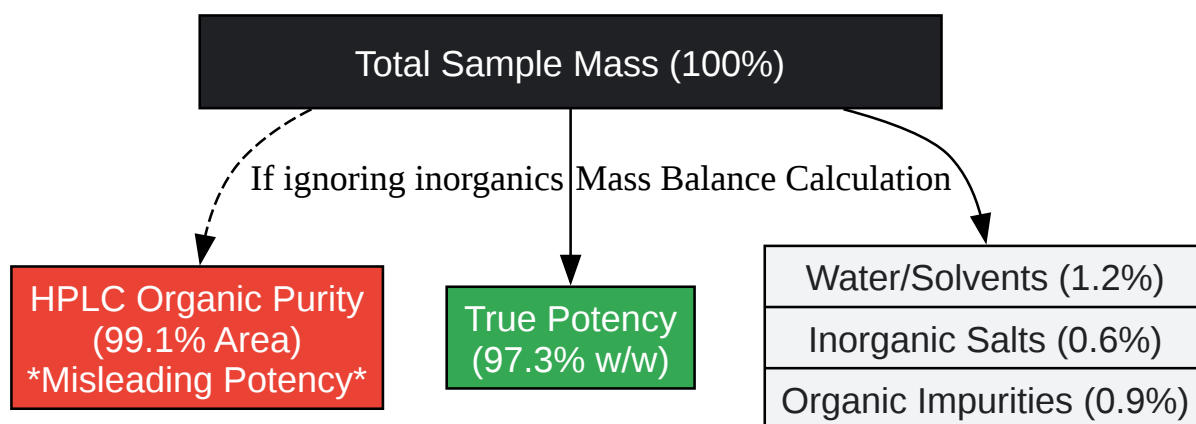 Total Sample Mass (100%)
If ignoring inorganics
Mass Balance Calculation
HPLC Organic Purity
(99.1% Area)
*Misleading Potency*
True Potency
(97.3% w/w)
Water/Solvents (1.2%)
Inorganic Salts (0.6%)
Organic Impurities (0.9%)